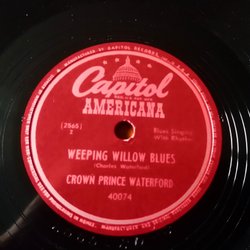 Capitol
AMERICANA
(2865)
Blues Singing
With Rhythm
WEEPING WILLOW BLUES
(Charles Waterford)
CROWN PRINCE WATERFORD
40074